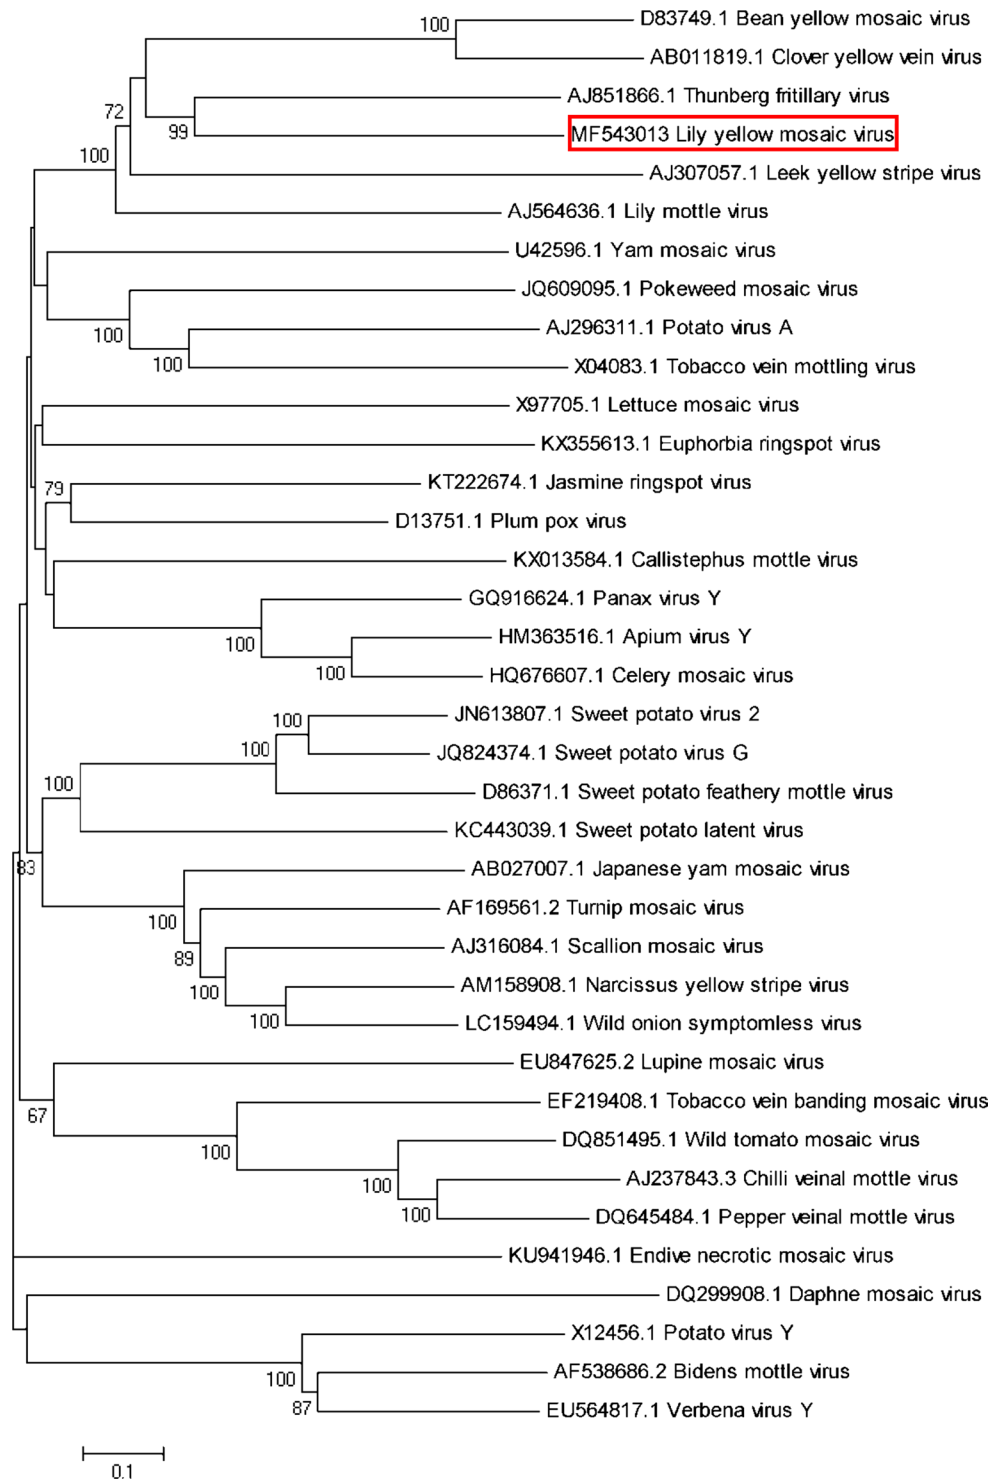 D83749.1 Bean yellow mosaic virus
100
AB011819.1 Clover yellow vein virus
AJ851866.1 Thunberg fritillary virus
72
99
MF543013 Lily yellow mosaic virus
100
AJ307057.1 Leek yellow stripe virus
AJ564636.1 Lily mottle virus
U42596.1 Yam mosaic virus
JQ609095.1 Pokeweed mosaic virus
100
AJ296311.1 Potato virus A
100
X04083.1 Tobacco vein mottling virus
X97705.1 Lettuce mosaic virus
KX355613.1 Euphorbia ringspot virus
79
KT222674.1 Jasmine ringspot virus
D13751.1 Plum pox virus
KX013584.1 Callistephus mottle virus
GQ916624.1 Panax virus Y
100
HM363516.1 Apium virus Y
100
HQ676607.1 Celery mosaic virus
JN613807.1 Sweet potato virus 2
100
100
JQ824374.1 Sweet potato virus G
100
D86371.1 Sweet potato feathery mottle virus
KC443039.1 Sweet potato latent virus
83
AB027007.1 Japanese yam mosaic virus
100
AF169561.2 Turnip mosaic virus
89
AJ316084.1 Scallion mosaic virus
100
AM158908.1 Narcissus yellow stripe virus
100
LC159494.1 Wild onion symptomless virus
EU847625.2 Lupine mosaic virus
67
EF219408.1 Tobacco vein banding mosaic virus
100
DQ851495.1 Wild tomato mosaic virus
100
AJ237843.3 Chilli veinal mottle virus
100
DQ645484.1 Pepper veinal mottle virus
KU941946.1 Endive necrotic mosaic virus
DQ299908.1 Daphne mosaic virus
X12456.1 Potato virus Y
100
AF538686.2 Bidens mottle virus
87
EU564817.1 Verbena virus Y
0.1